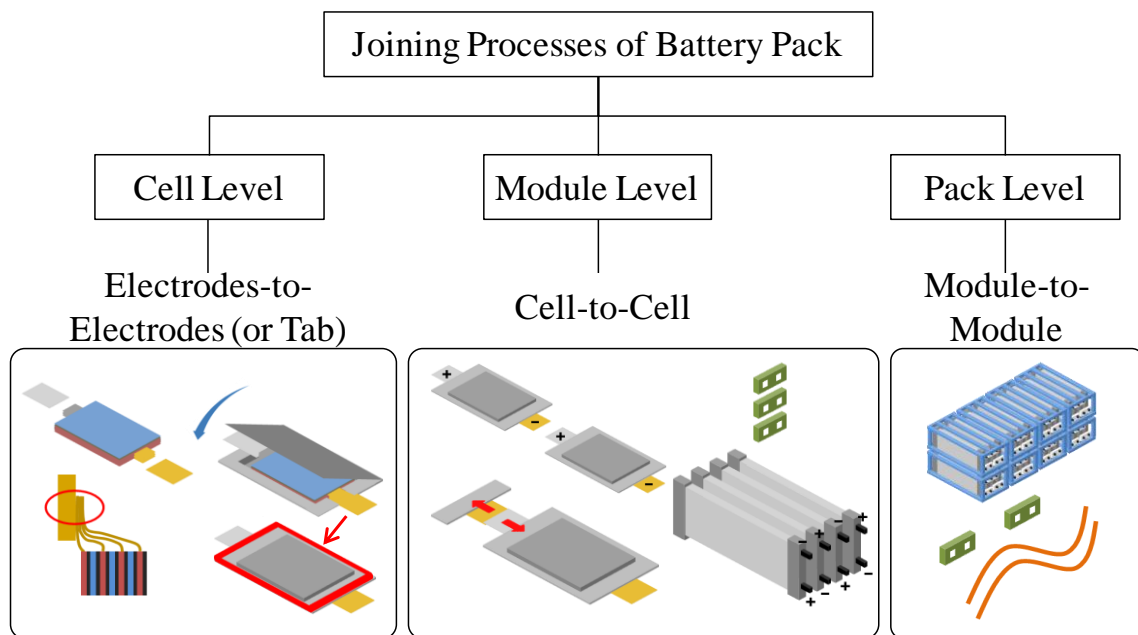 Joining Processes of Battery Pack
Cell Level
Module Level
Pack Level
Electrodes-to-
Electrodes (or Tab)
Cell-to-Cell
Module-to-
Module
+
−
+
−
− + − +
+ − + −